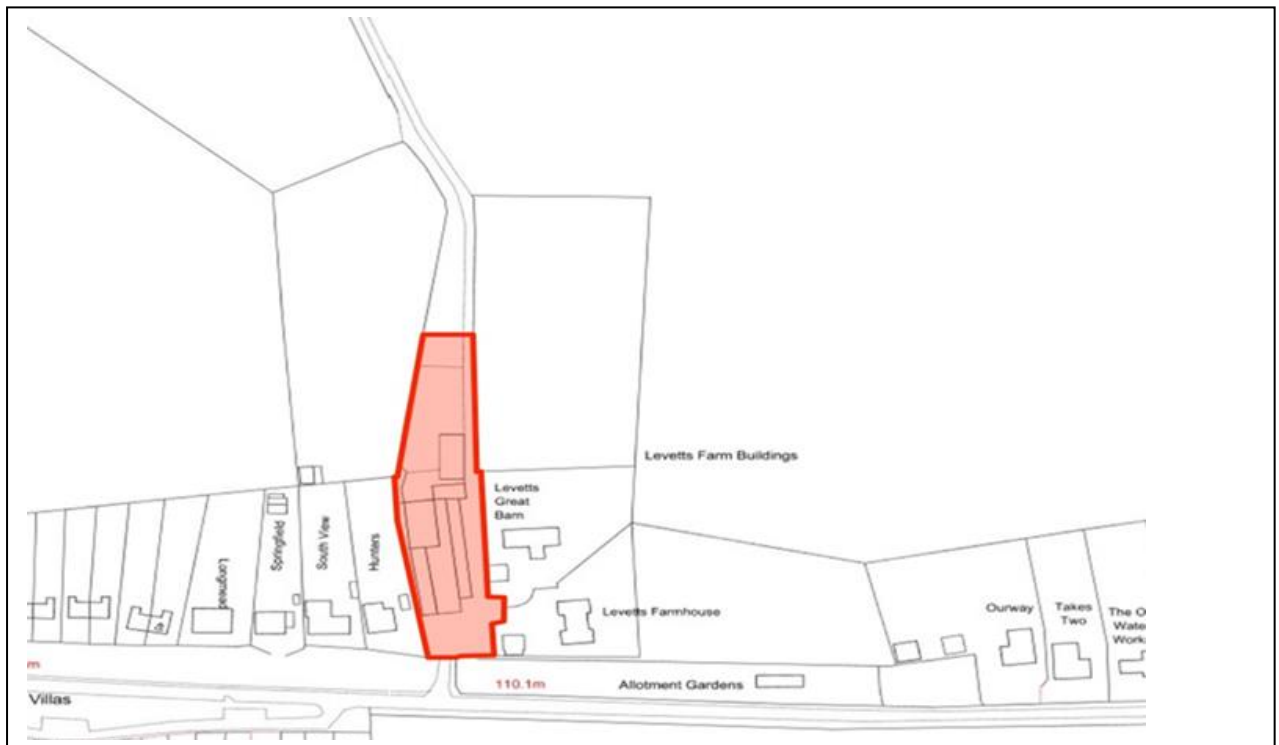 Levetts Farm Buildings
Levetts
Great
Barn
Longmead
Springfield
South View
Hunters
Levetts Farmhouse
Ourway
Takes
Two
The O
Wate
Work
m
110.1m
Allotment Gardens
Villas